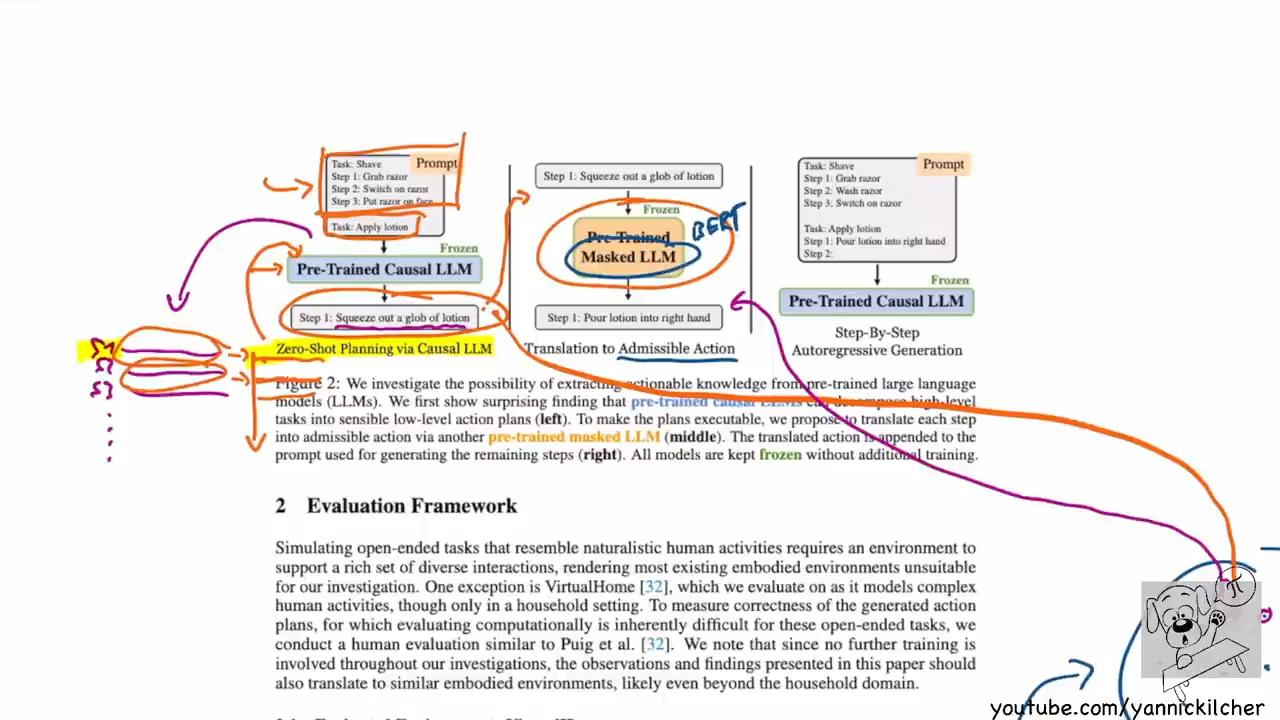 Task: Shave
Prompt
Step 1: Grab razor
Step 2: Switch on razor
Step 3: Put razor on face
Task: Apply lotion
Frozen
Pre-Trained Causal LLM
Step 1: Squeeze out a glob of lotion
Zero-Shot Planning via Causal LLM
S1
S2
S3
Step 1: Squeeze out a glob of lotion
Frozen
BERT
Pre-Trained
Masked LLM
Step 1: Pour lotion into right hand
Translation to Admissible Action
Task: Shave
Prompt
Step 1: Grab razor
Step 2: Wash razor
Step 3: Switch on razor
Task: Apply lotion
Step 1: Pour lotion into right hand
Step 2:
Frozen
Pre-Trained Causal LLM
Step-By-Step
Autoregressive Generation
Figure 2: We investigate the possibility of extracting actionable knowledge from pre-trained large language
models (LLMs). We first show surprising finding that pre-trained causal LLMs can decompose high-level
tasks into sensible low-level action plans (left). To make the plans executable, we propose to translate each step
into admissible action via another pre-trained masked LLM (middle). The translated action is appended to the
prompt used for generating the remaining steps (right). All models are kept frozen without additional training.
2 Evaluation Framework
Simulating open-ended tasks that resemble naturalistic human activities requires an environment to
support a rich set of diverse interactions, rendering most existing embodied environments unsuitable
for our investigation. One exception is VirtualHome [32], which we evaluate on as it models complex
human activities, though only in a household setting. To measure correctness of the generated action
plans, for which evaluating computationally is inherently difficult for these open-ended tasks, we
conduct a human evaluation similar to Puig et al. [32]. We note that since no further training is
involved throughout our investigations, the observations and findings presented in this paper should
also translate to similar embodied environments, likely even beyond the household domain.
π
youtube.com/yannickilcher